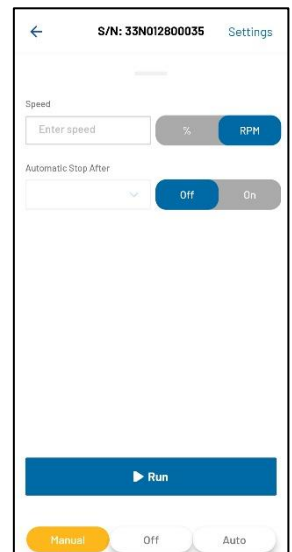 S/N: 33N012800035 Settings
Speed
Enter speed % RPM
Automatic Stop After
Off On
Run
Manual Off Auto